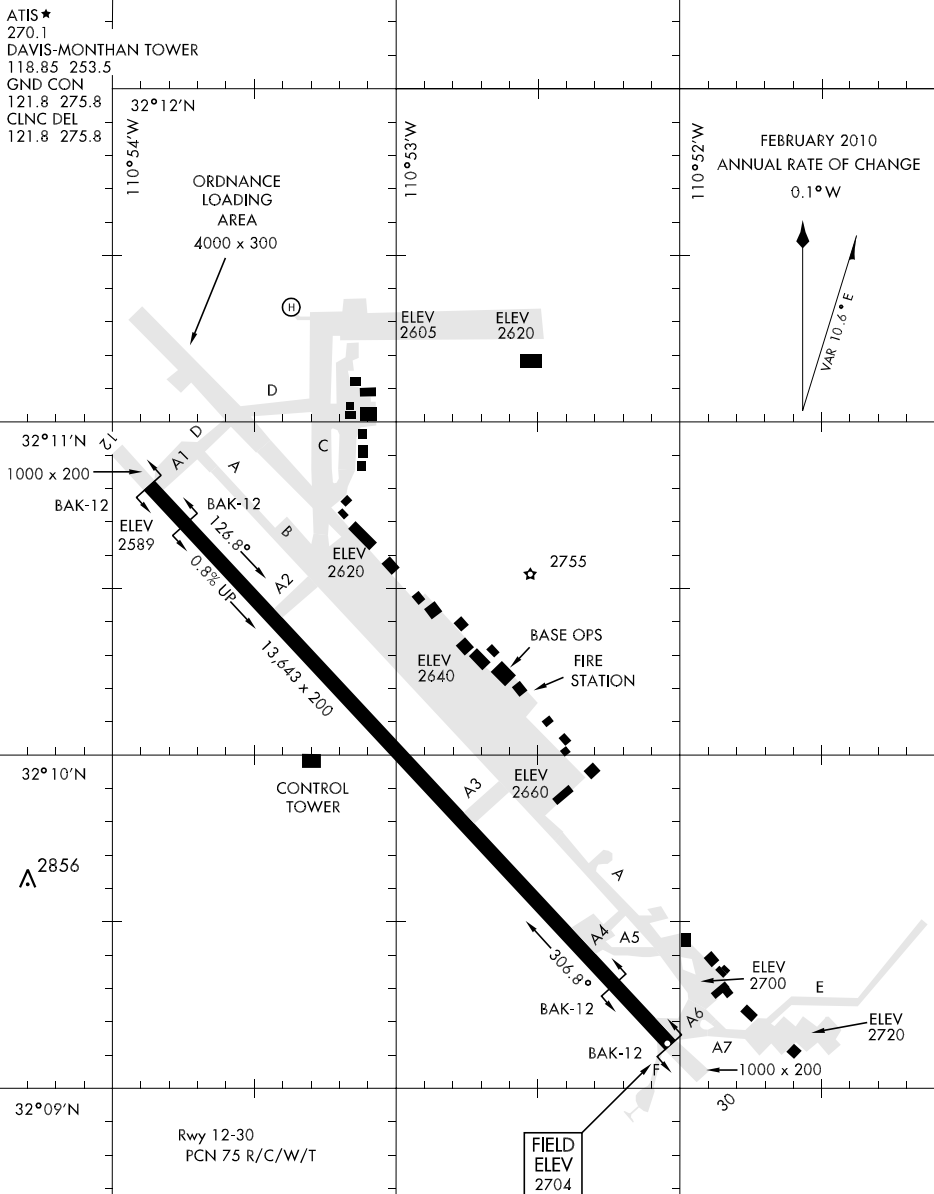 ATIS★
270.1
DAVIS-MONTHAN TOWER
118.85 253.5
GND CON
121.8 275.8
CLNC DEL
121.8 275.8
32°12'N
110°54'W
110°53'W
110°52'W
FEBRUARY 2010
ANNUAL RATE OF CHANGE
0.1° W
VAR 10.6° E
ORDNANCE
LOADING
AREA
4000 x 300
H
ELEV
2605
ELEV
2620
D
32°11'N
12
D
C
1000 x 200
A1
A
BAK-12
BAK-12
ELEV
2589
126.8°
B
ELEV
2620
2755
0.8% UP
A2
BASE OPS
FIRE
STATION
ELEV
2640
13,643 x 200
32°10'N
CONTROL
TOWER
A3
ELEV
2660
2856
A
A4
A5
306.8°
ELEV
2700
E
BAK-12
A6
ELEV
2720
BAK-12
A7
F
1000 x 200
30
32°09'N
Rwy 12-30
PCN 75 R/C/W/T
FIELD
ELEV
2704